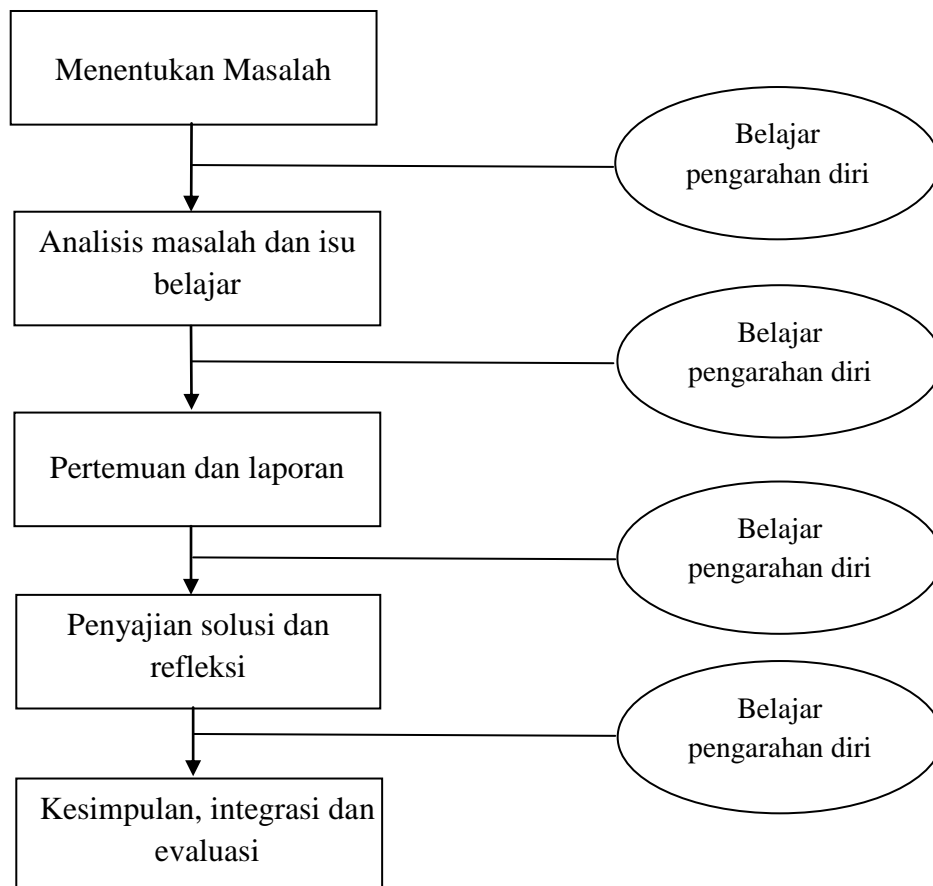 Menentukan Masalah
Belajar
pengarahan diri
Analisis masalah dan isu
belajar
Belajar
pengarahan diri
Pertemuan dan laporan
Belajar
pengarahan diri
Penyajian solusi dan
refleksi
Belajar
pengarahan diri
Kesimpulan, integrasi dan
evaluasi